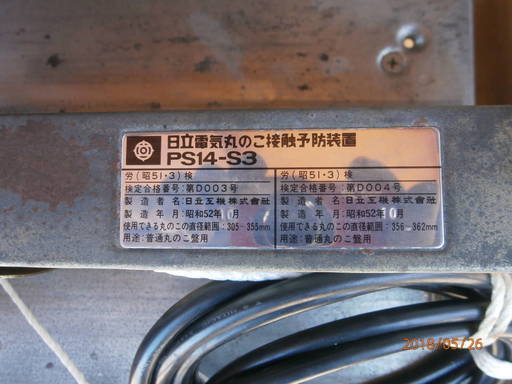 日立電気丸のこ接触予防装置
PS14-S3
労(昭51・3)検
検定合格番号:第D003号
製造者名:日立工機株式會社
製造年月:昭和52年 月
使用できる丸のこの直径範囲:305~355mm
用途:普通丸のこ盤用
労(昭51・3)検
検定合格番号:第D004号
製造者名:日立工機株式會社
製造年月:昭和52年 月
使用できる丸のこの直径範囲:356~362mm
用途:普通丸のこ盤用
2018/05/26